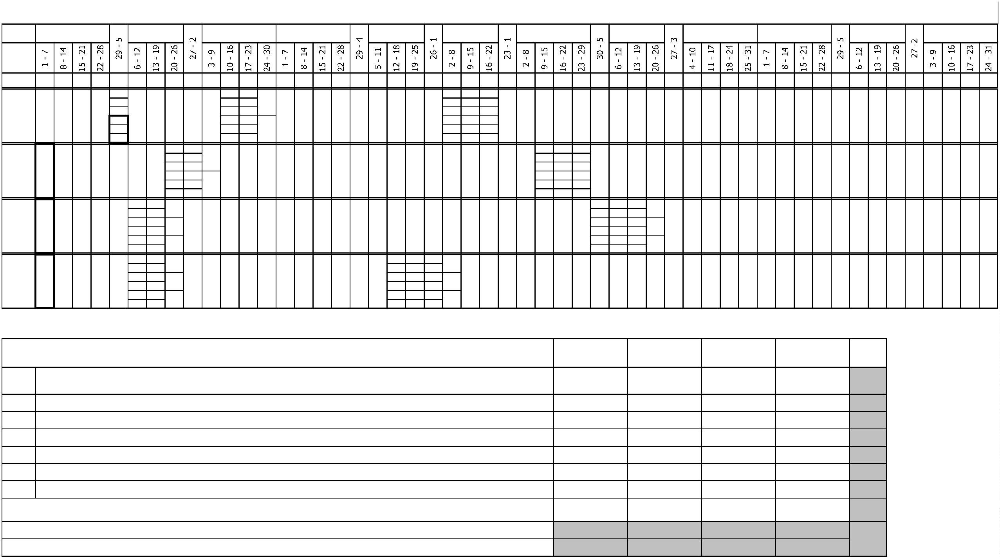 1 - 7
8 - 14
15 - 21
22 - 28
29 - 5
6 - 12
13 - 19
20 - 26
27 - 2
3 - 9
10 - 16
17 - 23
24 - 30
1 - 7
8 - 14
15 - 21
22 - 28
29 - 4
5 - 11
12 - 18
19 - 25
26 - 1
2 - 8
9 - 15
16 - 22
23 - 1
2 - 8
9 - 15
16 - 22
23 - 29
30 - 5
6 - 12
13 - 19
20 - 26
27 - 3
4 - 10
11 - 17
18 - 24
25 - 31
1 - 7
8 - 14
15 - 21
22 - 28
29 - 5
6 - 12
13 - 19
20 - 26
27 -2
3 - 9
10 - 16
17 - 23
24 - 31